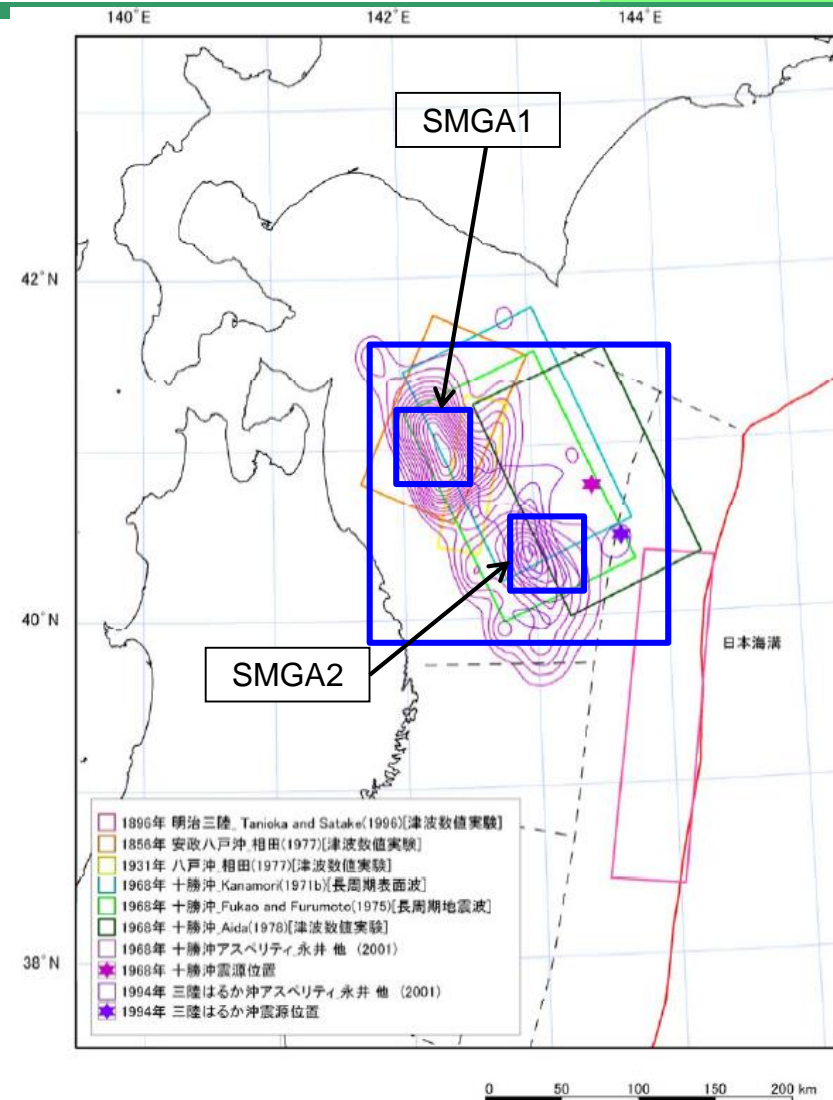 140°E 142°E 144°E
SMGA1
42°N
40°N
日本海溝
SMGA2
1896年 明治三陸_Tanioka and Satake(1996)[津波数値実験]
1856年 安政八戸沖_相田(1977)[津波数値実験]
1931年 八戸沖_相田(1977)[津波数値実験]
1968年 十勝沖_Kanamori(1971b)[長周期表面波]
1968年 十勝沖_Fukao and Furumoto(1975)[長周期地震波]
1968年 十勝沖_Aida(1978)[津波数値実験]
1968年 十勝沖アスペリティ_永井 他 (2001)
1968年 十勝沖震源位置
1994年 三陸はるか沖アスペリティ_永井 他 (2001)
1994年 三陸はるか沖震源位置
38°N
0 50 100 150 200 km